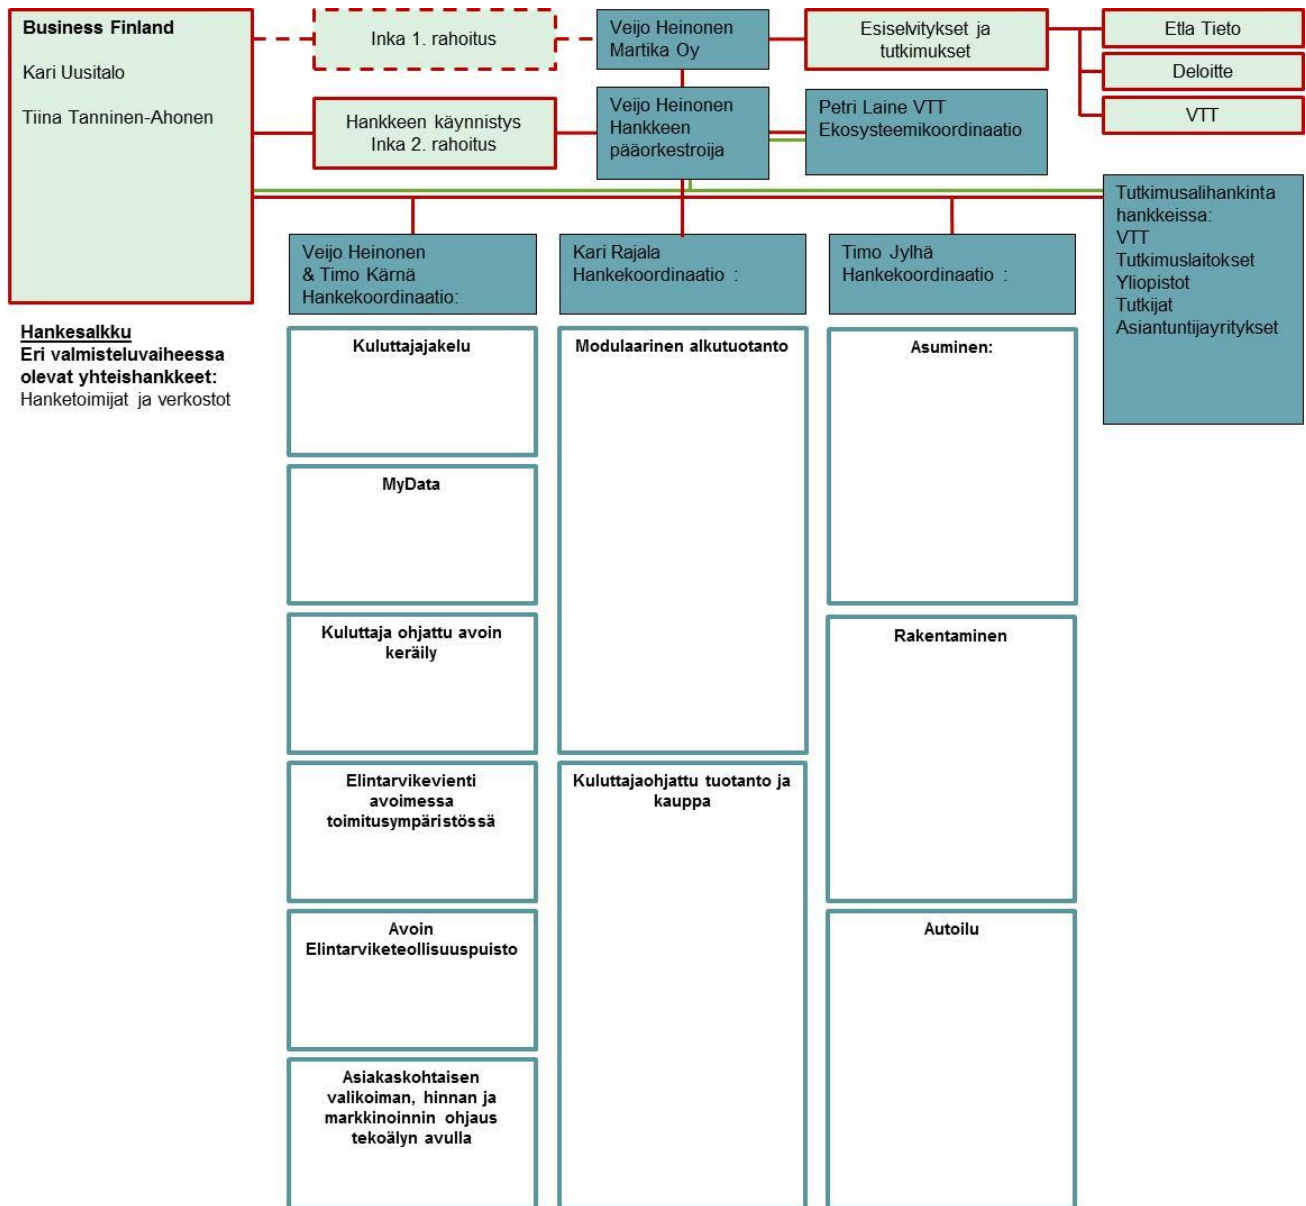 Business Finland
Kari Uusitalo
Tiina Tanninen-Ahonen
Inka 1. rahoitus
Veijo Heinonen
Martika Oy
Esiselvitykset ja
tutkimukset
Etla Tieto
Deloitte
VTT
Hankkeen käynnistys
Inka 2. rahoitus
Veijo Heinonen
Hankkeen
pääorkestroija
Petri Laine VTT
Ekosysteemikoordinaatio
Tutkimusalihankinta
hankkeissa:
VTT
Tutkimuslaitokset
Yliopistot
Tutkijat
Asiantuntijayritykset
Veijo Heinonen
& Timo Kärnä
Hankekoordinaatio:
Kari Rajala
Hankekoordinaatio :
Timo Jylhä
Hankekoordinaatio :
Hankesalkku
Eri valmisteluvaiheessa
olevat yhteishankkeet:
Hanketoimijat ja verkostot
Kuluttajajakelu
MyData
Kuluttaja ohjattu avoin
keräily
Elintarvikevienti
avoimessa
toimitusympäristössä
Avoin
Elintarviketeollisuuspuisto
Asiakaskohtaisen
valikoiman, hinnan ja
markkinoinnin ohjaus
tekoälyn avulla
Modulaarinen alkutuotanto
Kuluttajaohjattu tuotanto ja
kauppa
Asuminen:
Rakentaminen
Autoilu